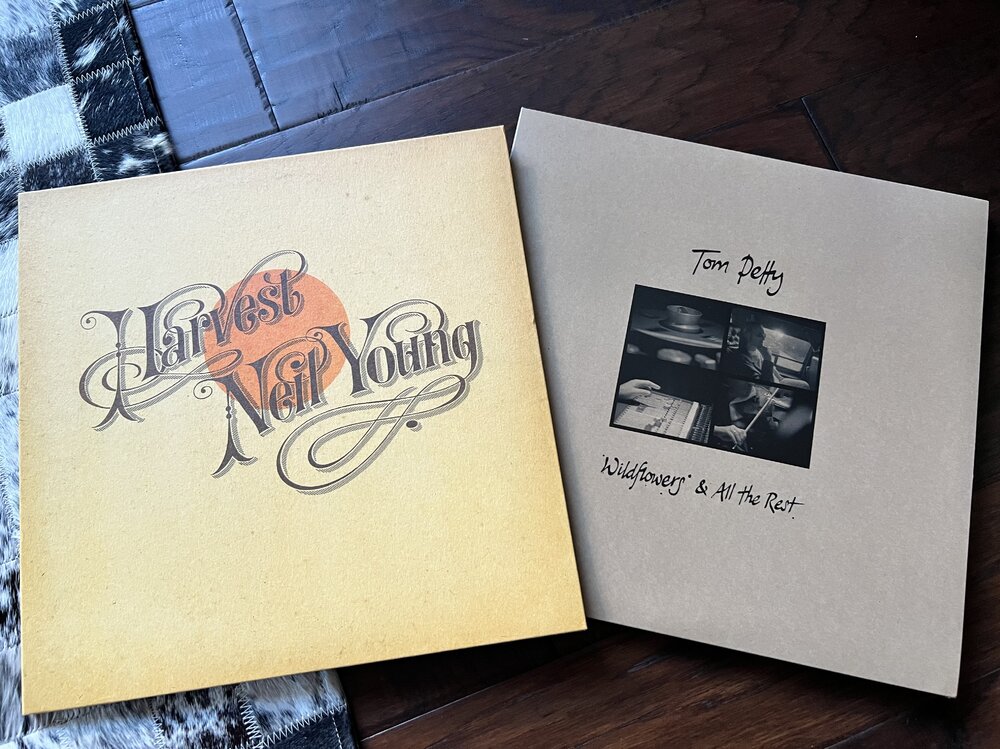 Harvest
Neil Young
Tom Petty
"Wildflowers" & All the Rest